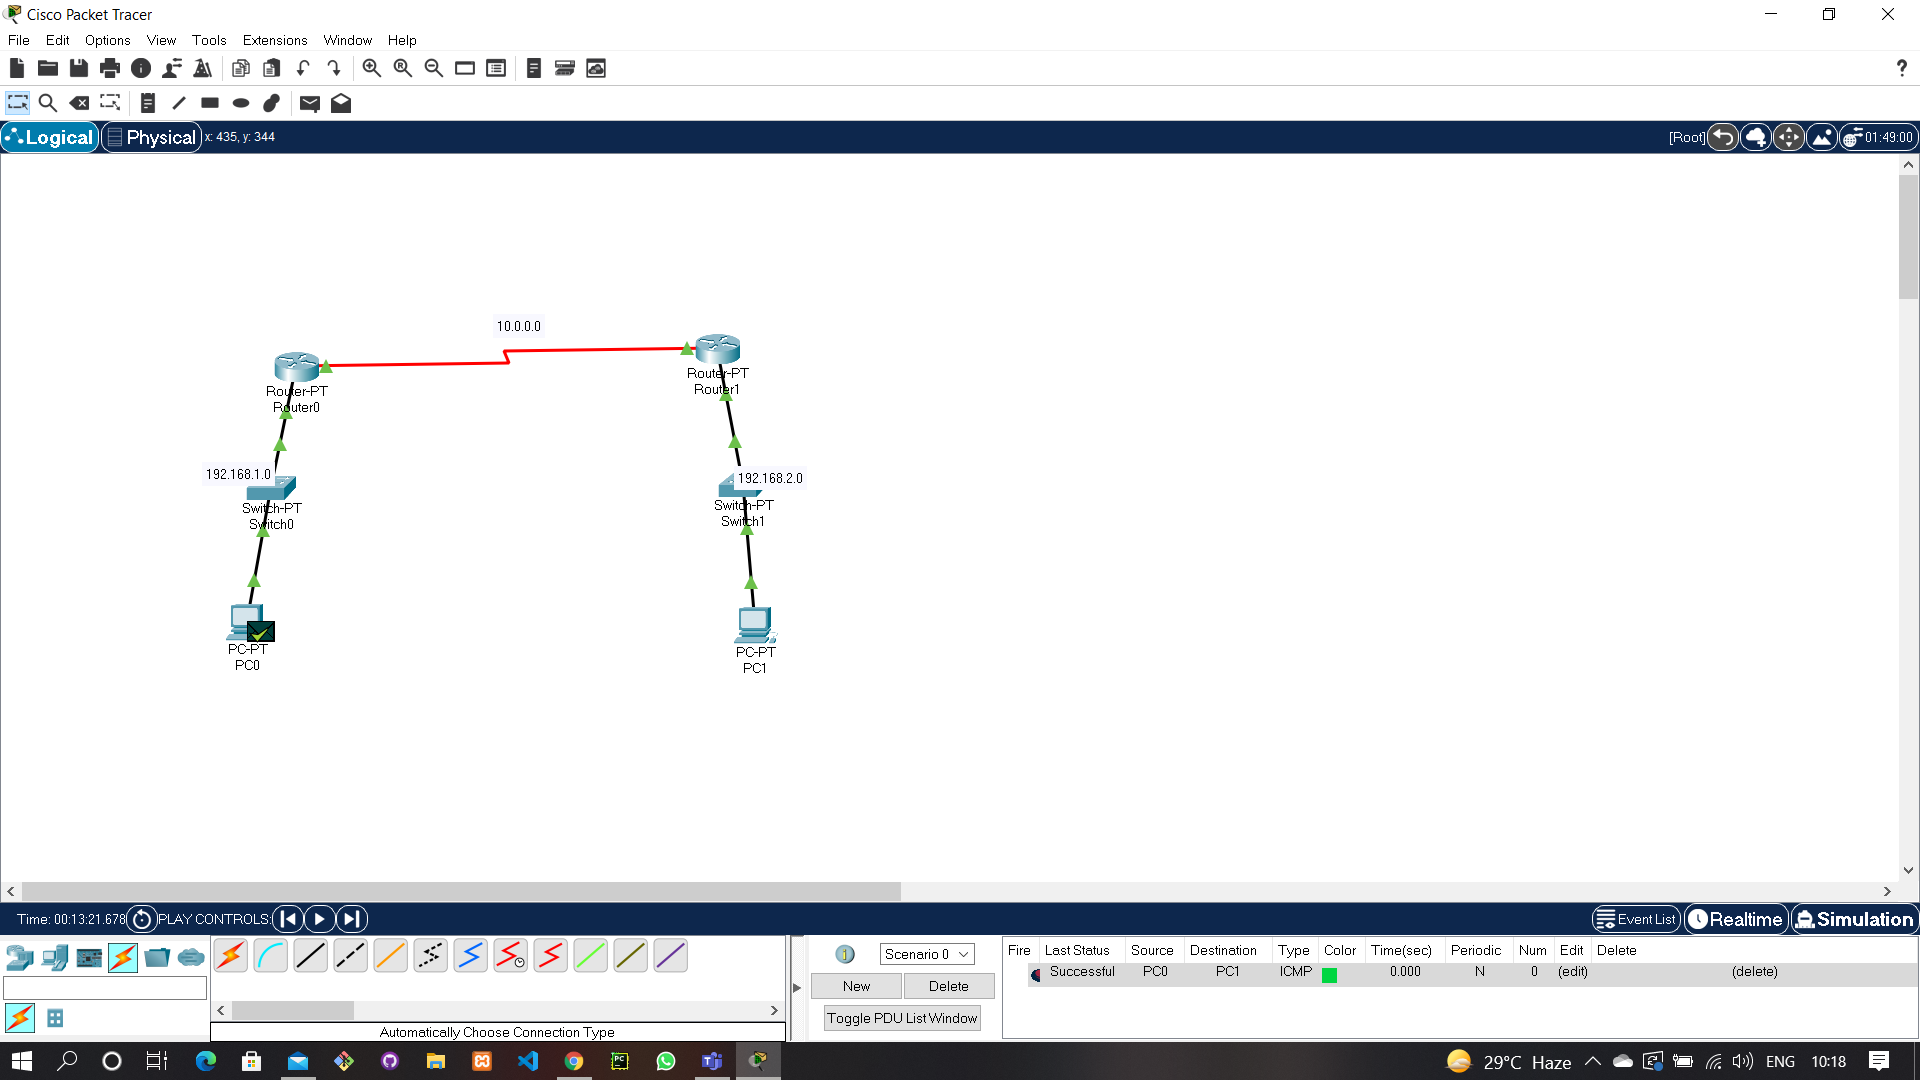 Cisco Packet Tracer
File Edit Options View Tools Extensions Window Help
?
Logical Physical x: 435, y: 344 [Root] 01:49:00
10.0.0.0
Router-PT
Router0
Router-PT
Router1
192.168.1.0
Switch-PT
Switch0
192.168.2.0
Switch-PT
Switch1
PC-PT
PC0
PC-PT
PC1
Time: 00:13:21.678 PLAY CONTROLS: Event List Realtime Simulation
Scenario 0
New Delete
Toggle PDU List Window
Fire Last Status Source Destination Type Color Time(sec) Periodic Num Edit Delete
Successful PC0 PC1 ICMP 0.000 N 0 (edit) (delete)
Automatically Choose Connection Type
29°C Haze ENG 10:18